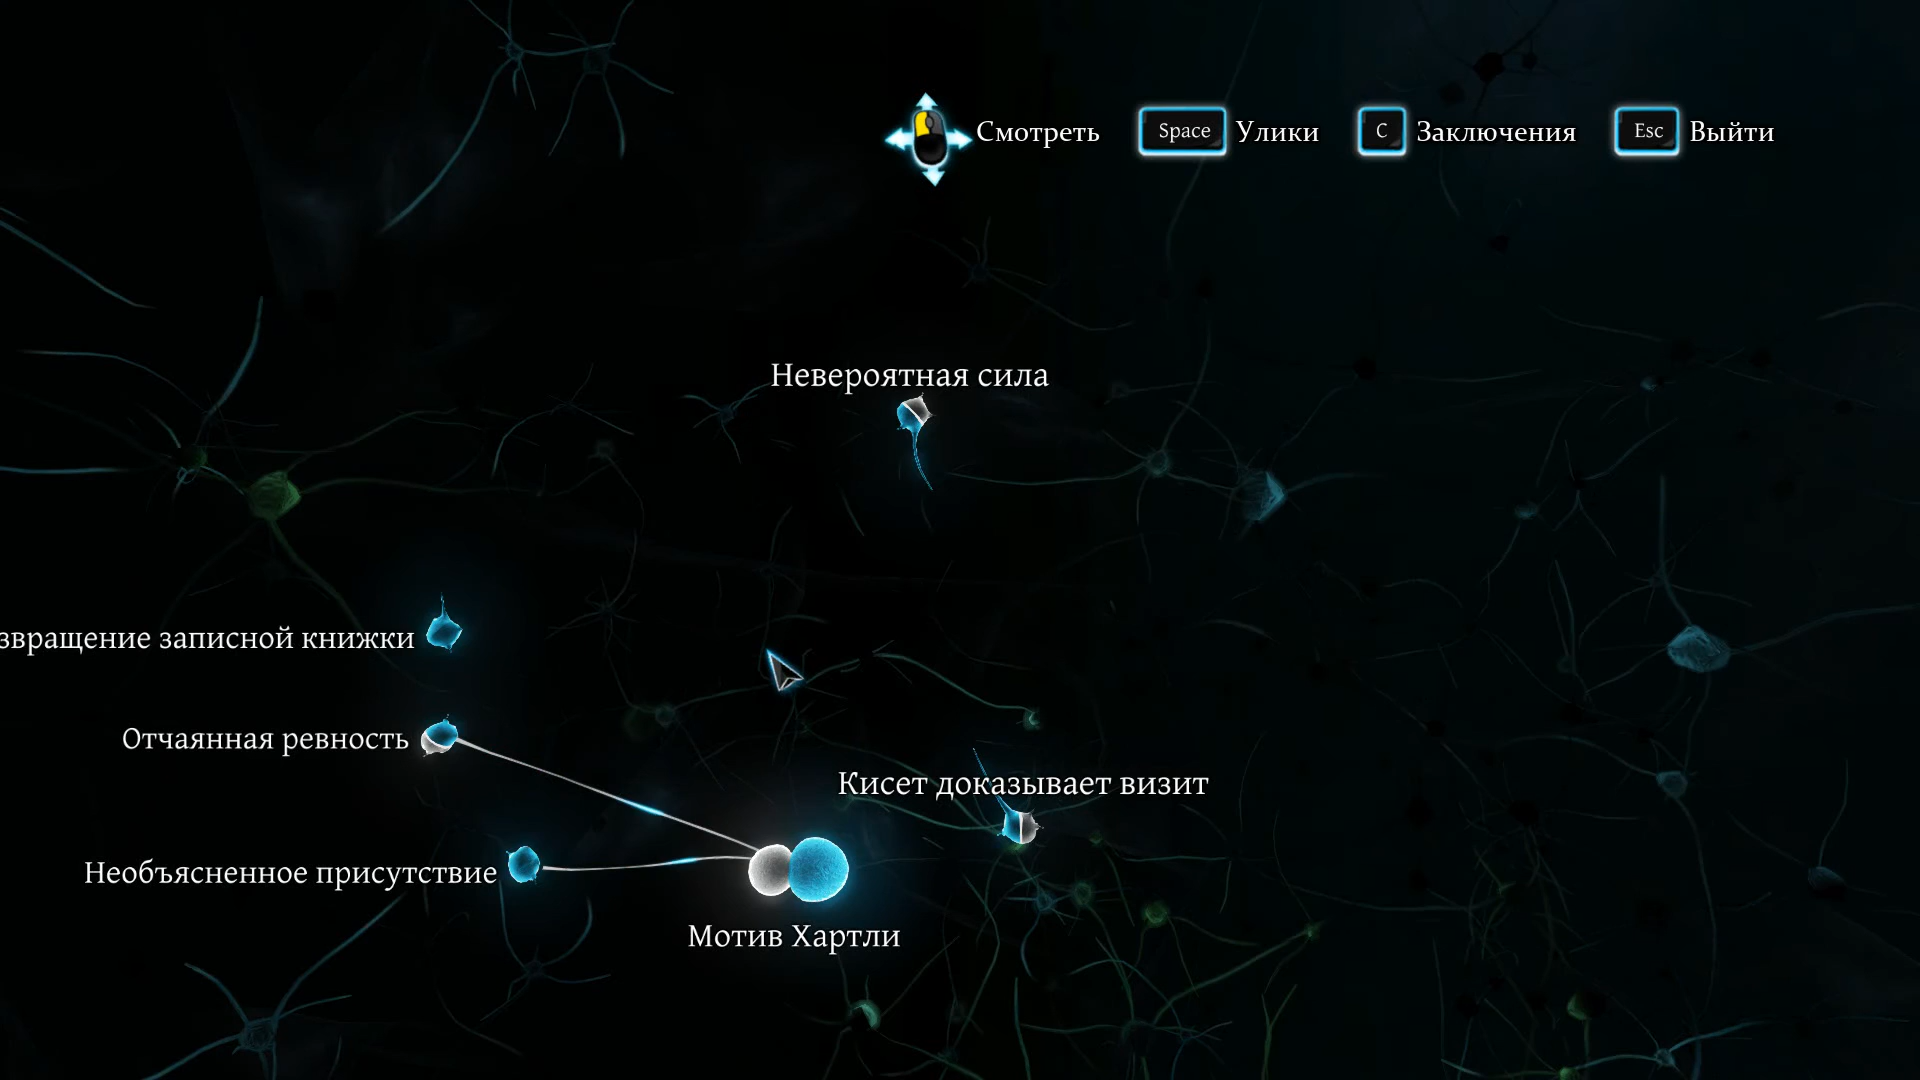 Смотреть
Space Улики
C Заключения
Esc Выйти
Невероятная сила
звращение записной книжки
Отчаянная ревность
Кисет доказывает визит
Необъясненное присутствие
Мотив Хартли